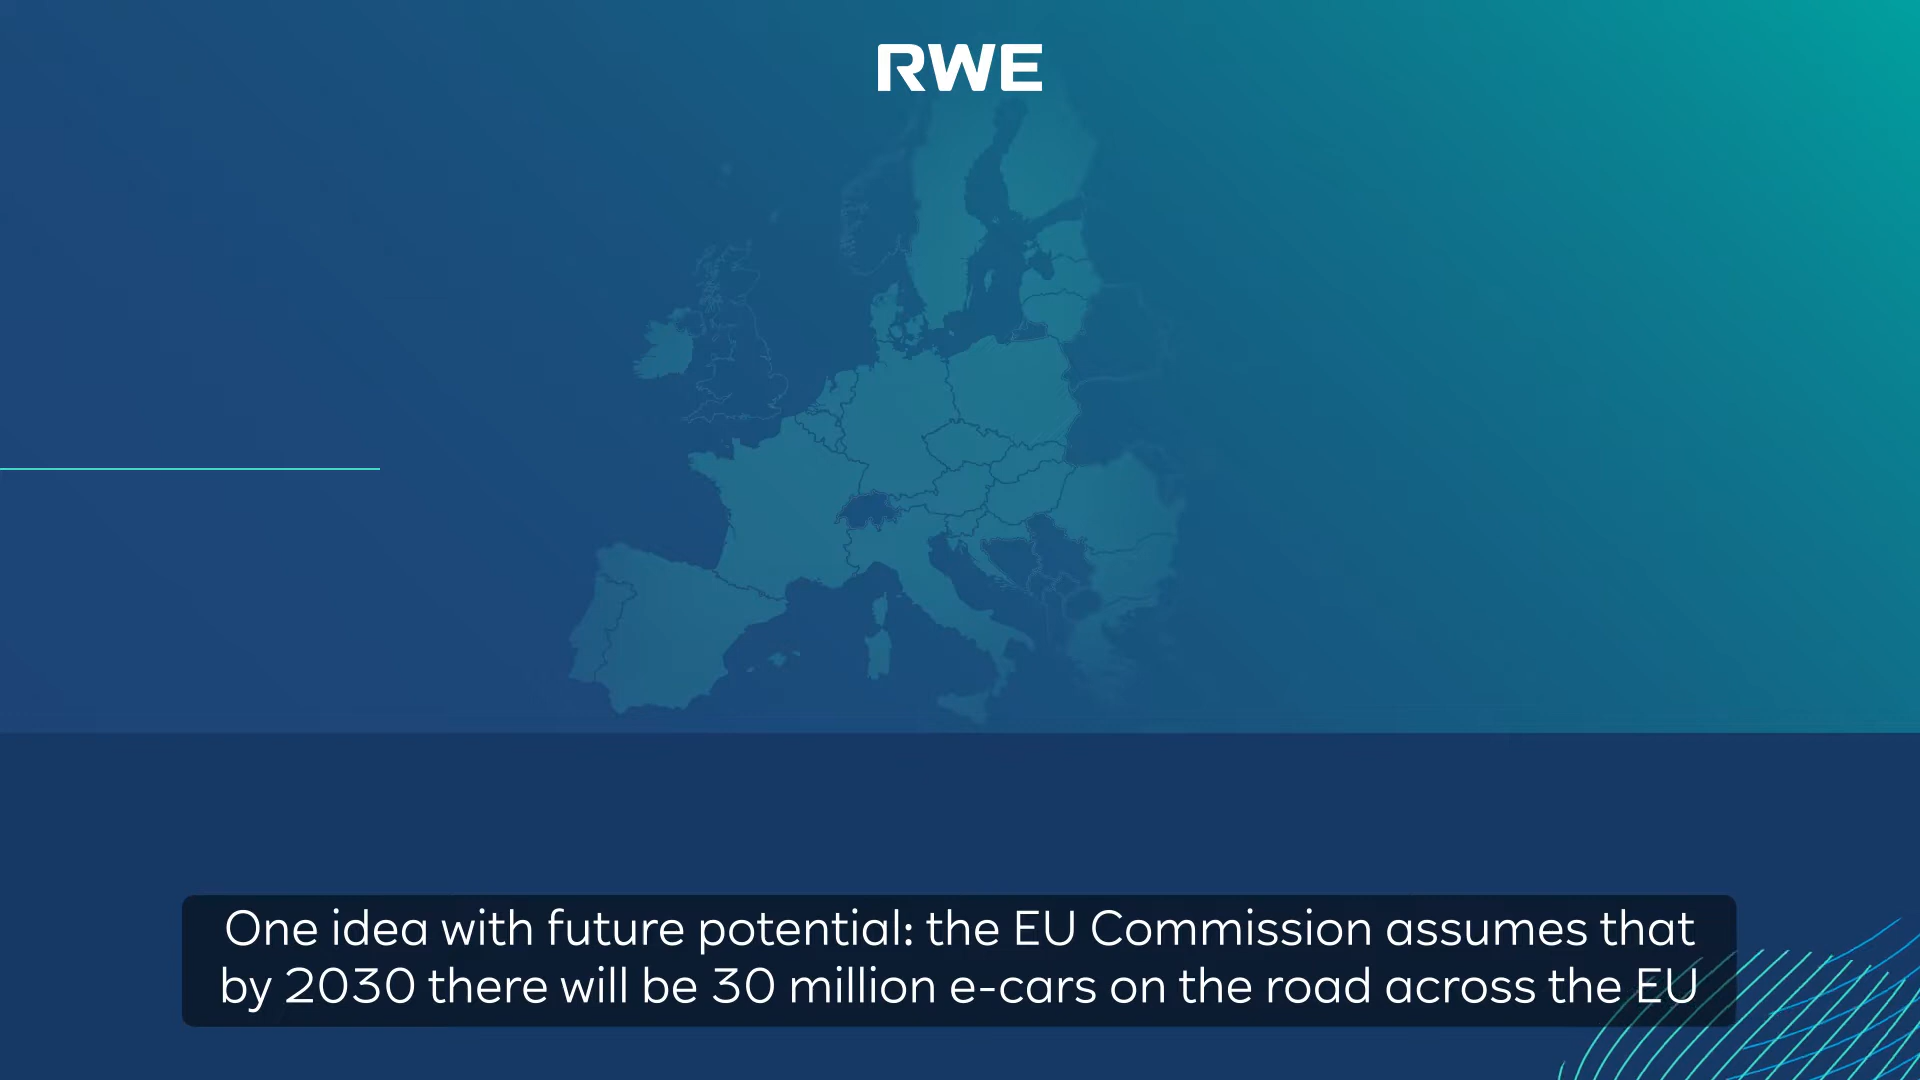 RWE
One idea with future potential: the EU Commission assumes that
by 2030 there will be 30 million e-cars on the road across the EU